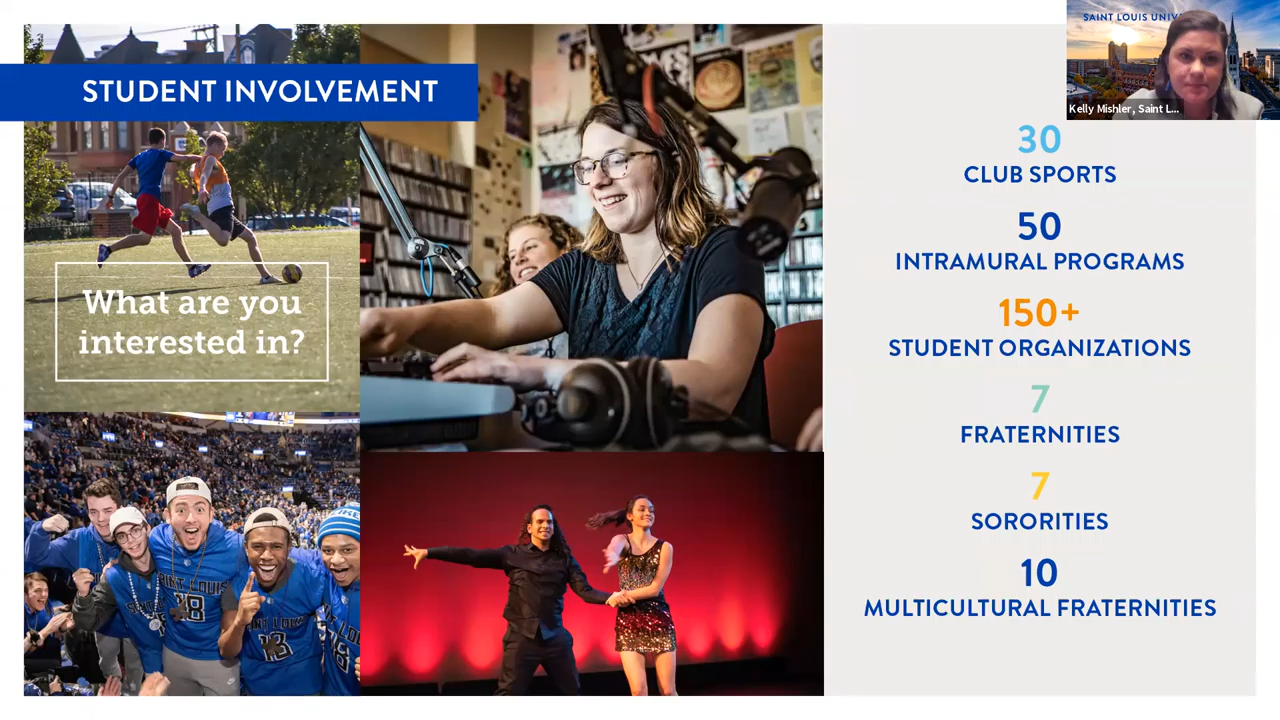 STUDENT INVOLVEMENT
What are you
interested in?
SAINT LOUIS
Kelly Mishler, Saint L...
30
CLUB SPORTS
50
INTRAMURAL PROGRAMS
150+
STUDENT ORGANIZATIONS
7
FRATERNITIES
7
SORORITIES
10
MULTICULTURAL FRATERNITIES